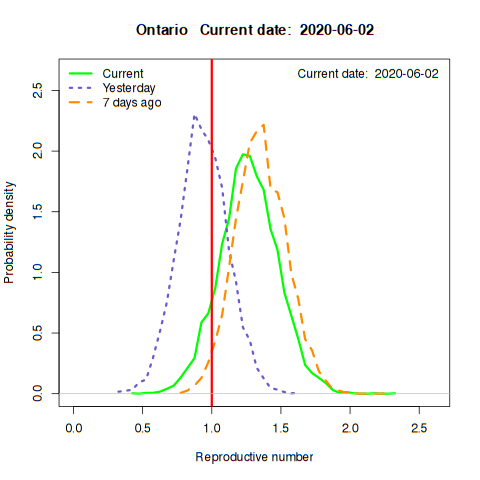 Ontario   Current date:  2020-06-02
Current
Yesterday
7 days ago
Current date:  2020-06-02
Probability density
2.5
2.0
1.5
1.0
0.5
0.0
0.0 0.5 1.0 1.5 2.0 2.5
Reproductive number